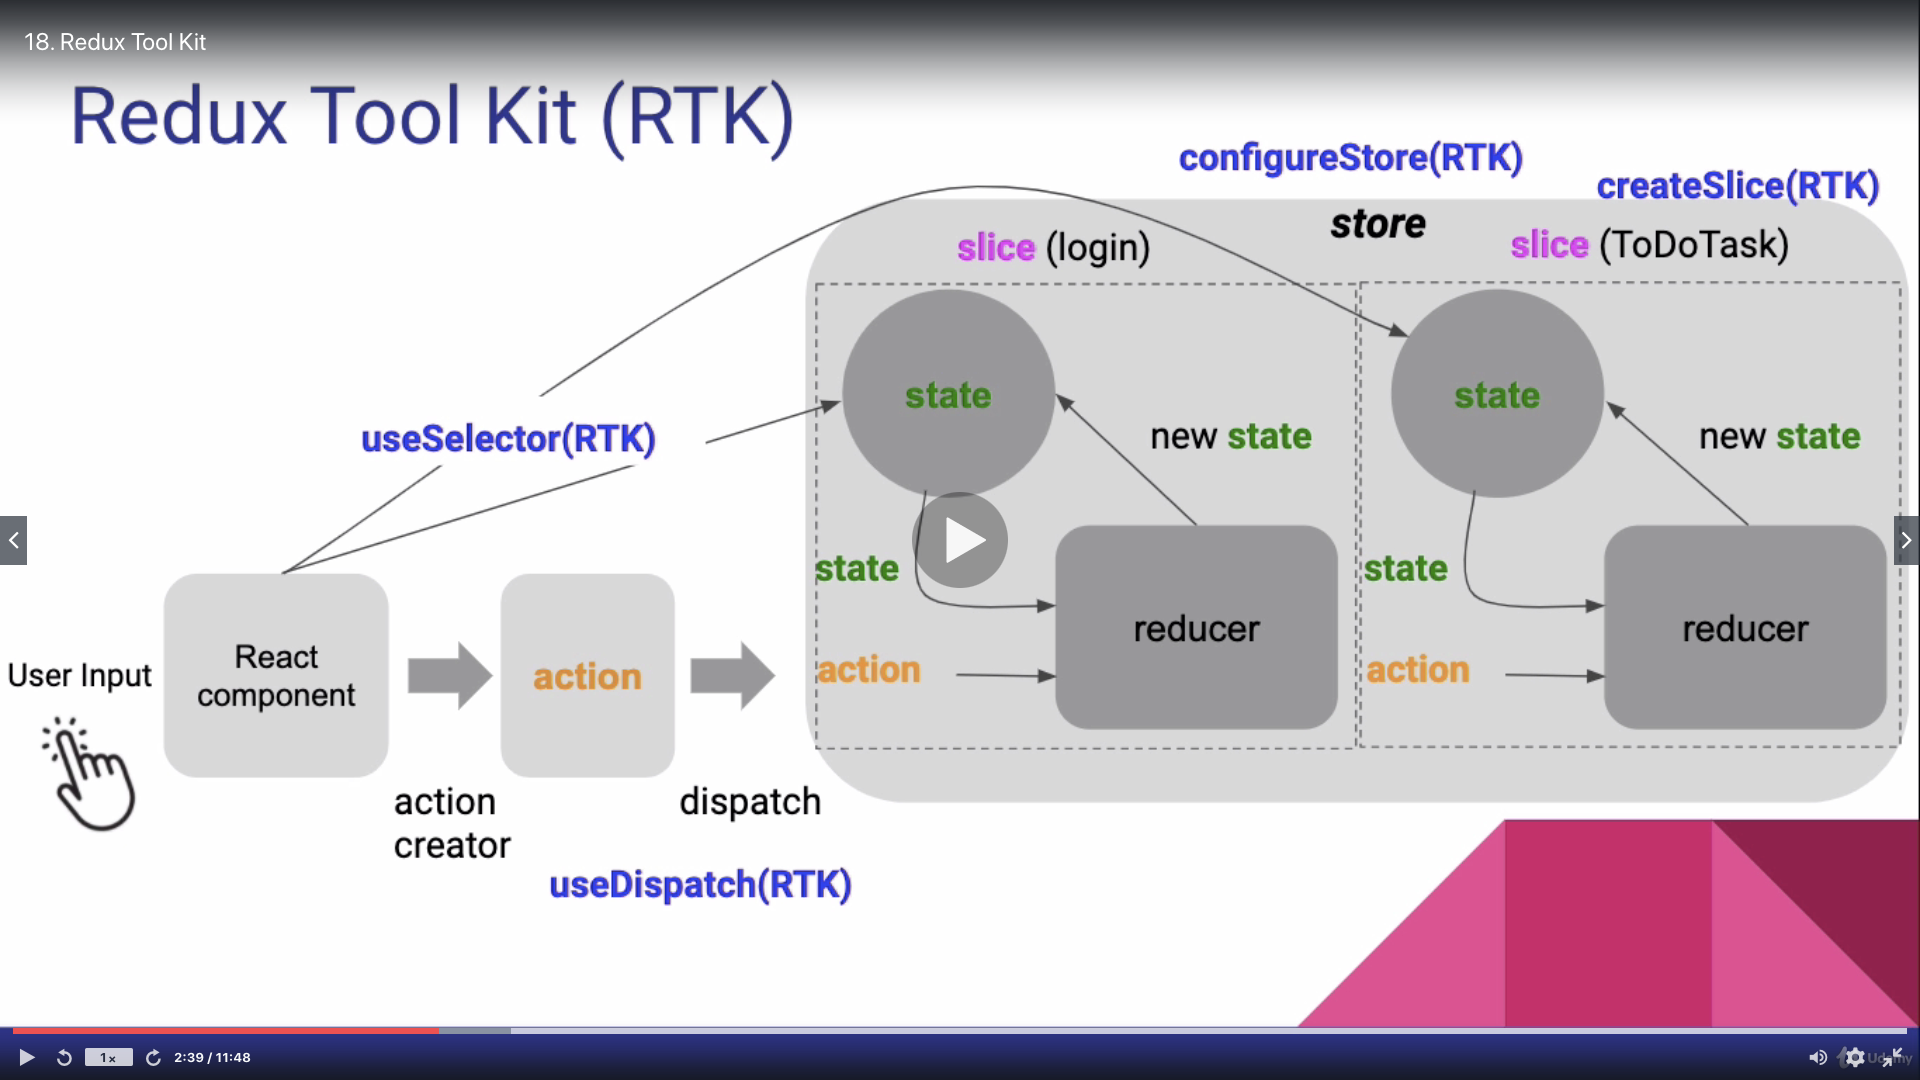 18. Redux Tool Kit
Redux Tool Kit (RTK)
configureStore(RTK)
createSlice(RTK)
store
slice (login)
slice (ToDoTask)
state
state
useSelector(RTK)
new state
new state
state
state
reducer
reducer
User Input
React
component
action
action
action
action
creator
dispatch
useDispatch(RTK)
1x
2:39 / 11:48
Udemy